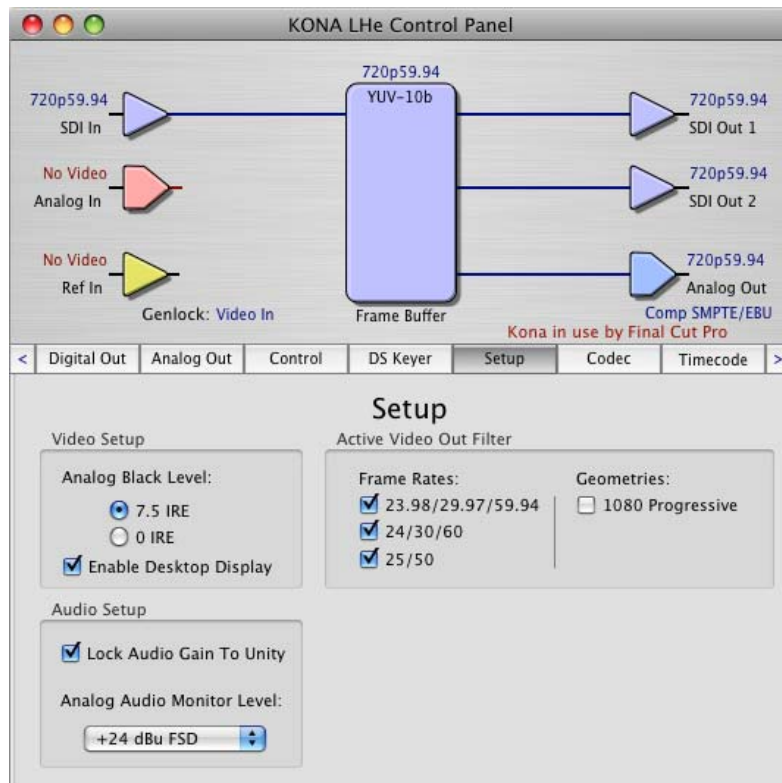 KONA LHe Control Panel
720p59.94
YUV-10b
720p59.94
SDI In
720p59.94
SDI Out 1
No Video
Analog In
720p59.94
SDI Out 2
No Video
Ref In
720p59.94
Analog Out
Genlock: Video In
Frame Buffer
Comp SMPTE/EBU
Kona in use by Final Cut Pro
< Digital Out Analog Out Control DS Keyer Setup Codec Timecode >
Setup
Video Setup
Analog Black Level:
7.5 IRE
0 IRE
Enable Desktop Display
Active Video Out Filter
Frame Rates:
23.98/29.97/59.94
24/30/60
25/50
Geometries:
1080 Progressive
Audio Setup
Lock Audio Gain To Unity
Analog Audio Monitor Level:
+24 dBu FSD